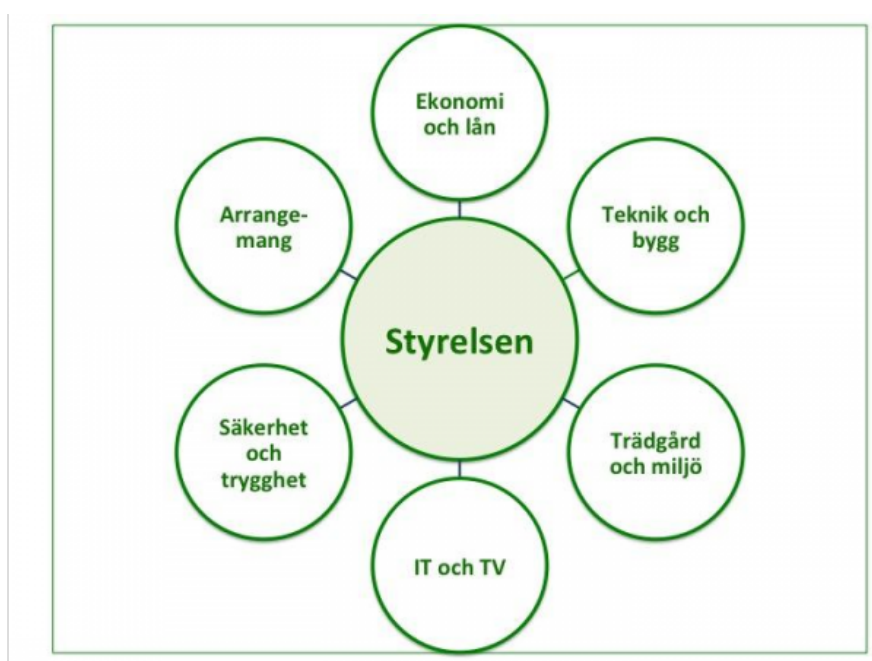 Ekonomi
och lån
Arrange-
mang
Teknik och
bygg
Styrelsen
Säkerhet
och
trygghet
Trädgård
och miljö
IT och TV